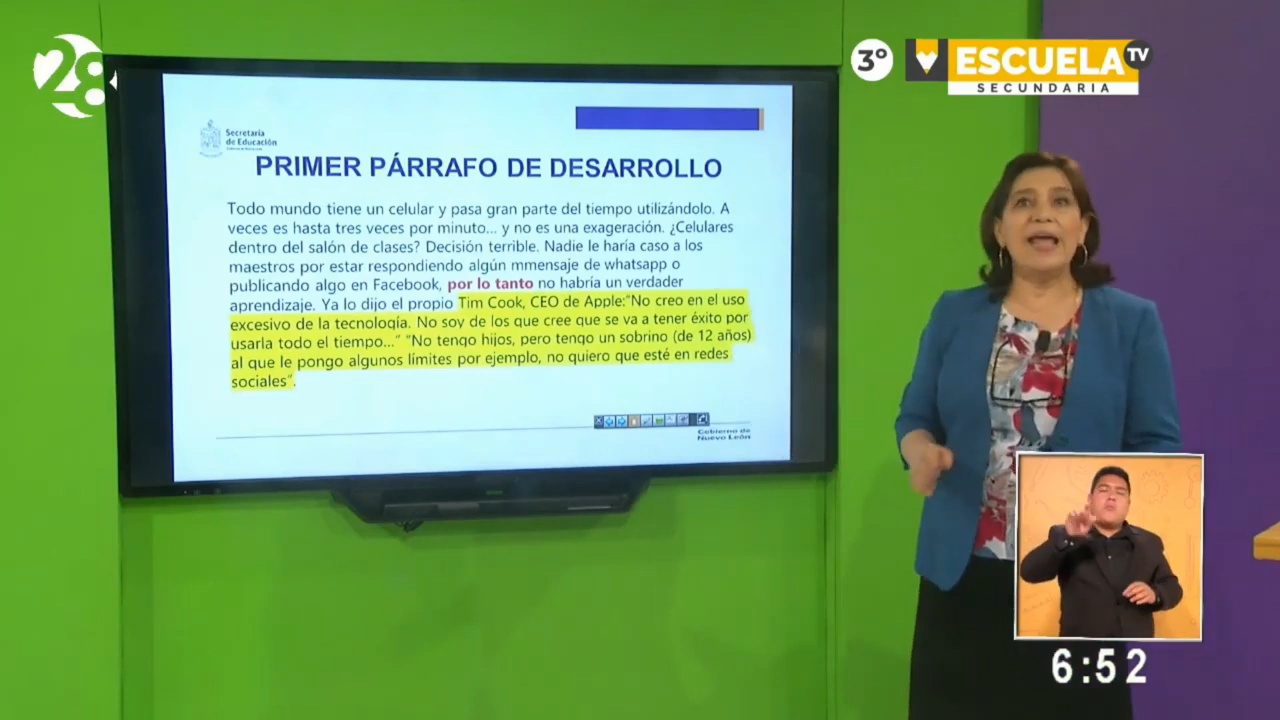 28
3º
ESCUELA TV
SECUNDARIA
Secretaría
de Educación
PRIMER PÁRRAFO DE DESARROLLO
Todo mundo tiene un celular y pasa gran parte del tiempo utilizándolo. A
veces es hasta tres veces por minuto... y no es una exageración. ¿Celulares
dentro del salón de clases? Decisión terrible. Nadie le haría caso a los
maestros por estar respondiendo algún mmensaje de whatsapp o
publicando algo en Facebook, por lo tanto no habría un verdader
aprendizaje. Ya lo dijo el propio Tim Cook, CEO de Apple:"No creo en el uso
excesivo de la tecnología. No soy de los que cree que se va a tener éxito por
usarla todo el tiempo..." "No tengo hijos, pero tengo un sobrino (de 12 años)
al que le pongo algunos límites por ejemplo, no quiero que esté en redes
sociales".
Gobierno de
Nuevo León
6:52